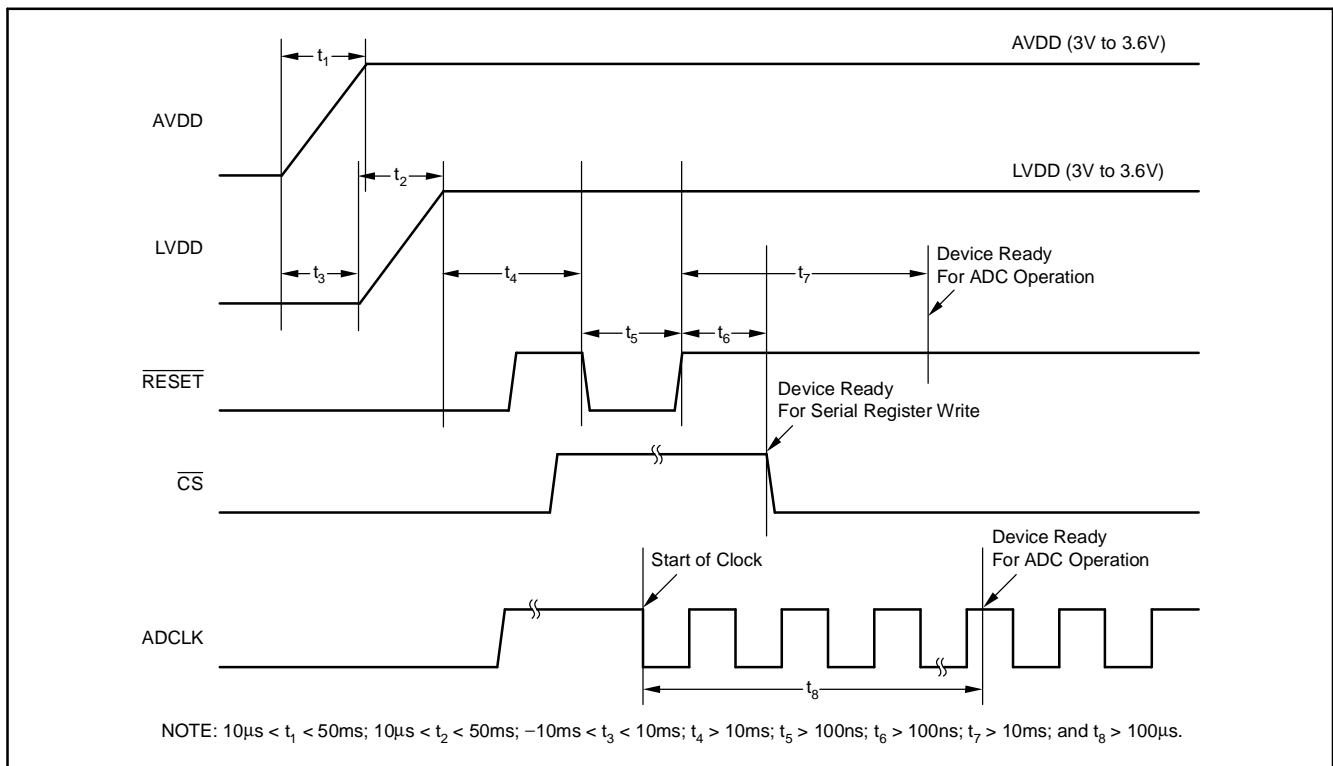 AVDD (3V to 3.6V)
t1
AVDD
t2
LVDD (3V to 3.6V)
LVDD
t3
t4
t7
Device Ready
For ADC Operation
t5
t6
RESET
Device Ready
For Serial Register Write
CS
Device Ready
For ADC Operation
Start of Clock
ADCLK
t8
NOTE: 10μs < t1 < 50ms; 10μs < t2 < 50ms; −10ms < t3 < 10ms; t4 > 10ms; t5 > 100ns; t6 > 100ns; t7 > 10ms; and t8 > 100μs.